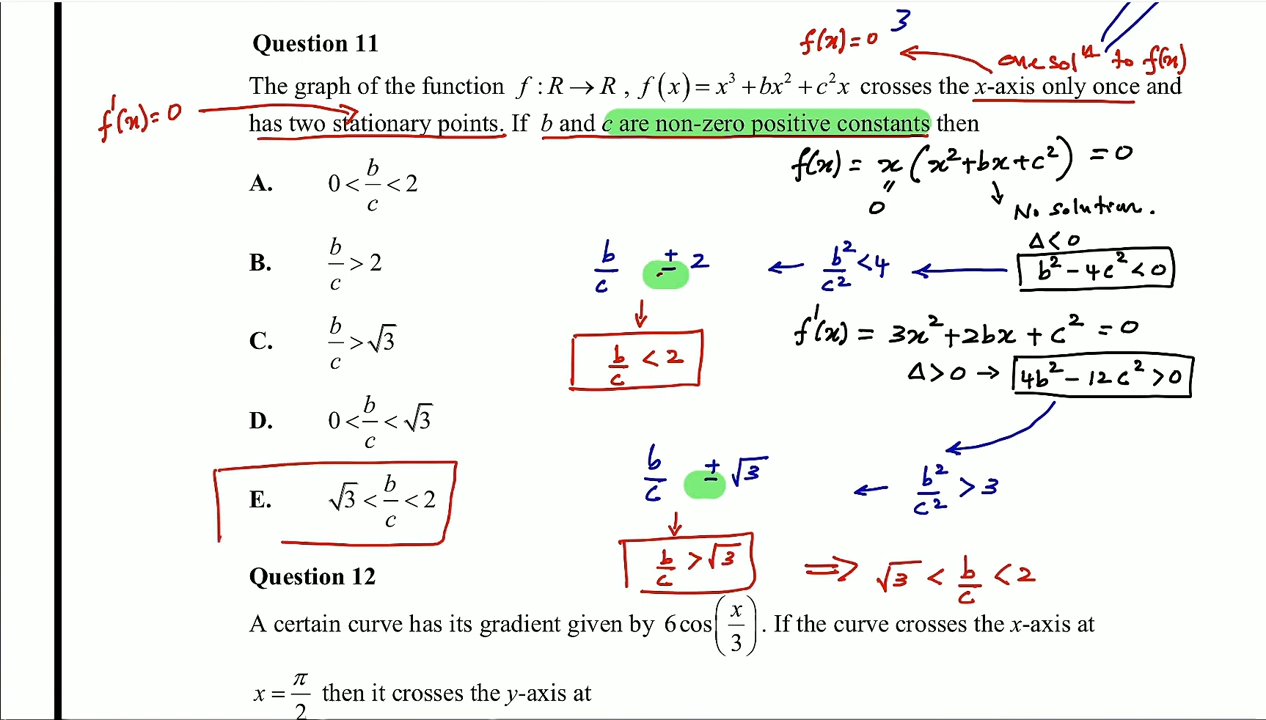 3
f(x)=0
one solⁿ to f(x)
Question 11
The graph of the function f : R → R , f(x) = x³ + bx² + c²x crosses the x-axis only once and
f'(x)=0
has two stationary points. If b and c are non-zero positive constants then
f(x) = x (x²+bx+c²) = 0
" 0
No solution.
A. 0 < b/c < 2
Δ<0
B. b/c > 2
b/c ± 2 ← b²/c² < 4 ← b² - 4c² < 0
f'(x) = 3x² + 2bx + c² = 0
C. b/c > √3
b/c < 2
Δ>0 → 4b² - 12c² > 0
D. 0 < b/c < √3
b/c ± √3 ← b²/c² > 3
E. √3 < b/c < 2
b/c > √3 ⇒ √3 < b/c < 2
Question 12
A certain curve has its gradient given by 6cos(x/3). If the curve crosses the x-axis at
x = π/2 then it crosses the y-axis at